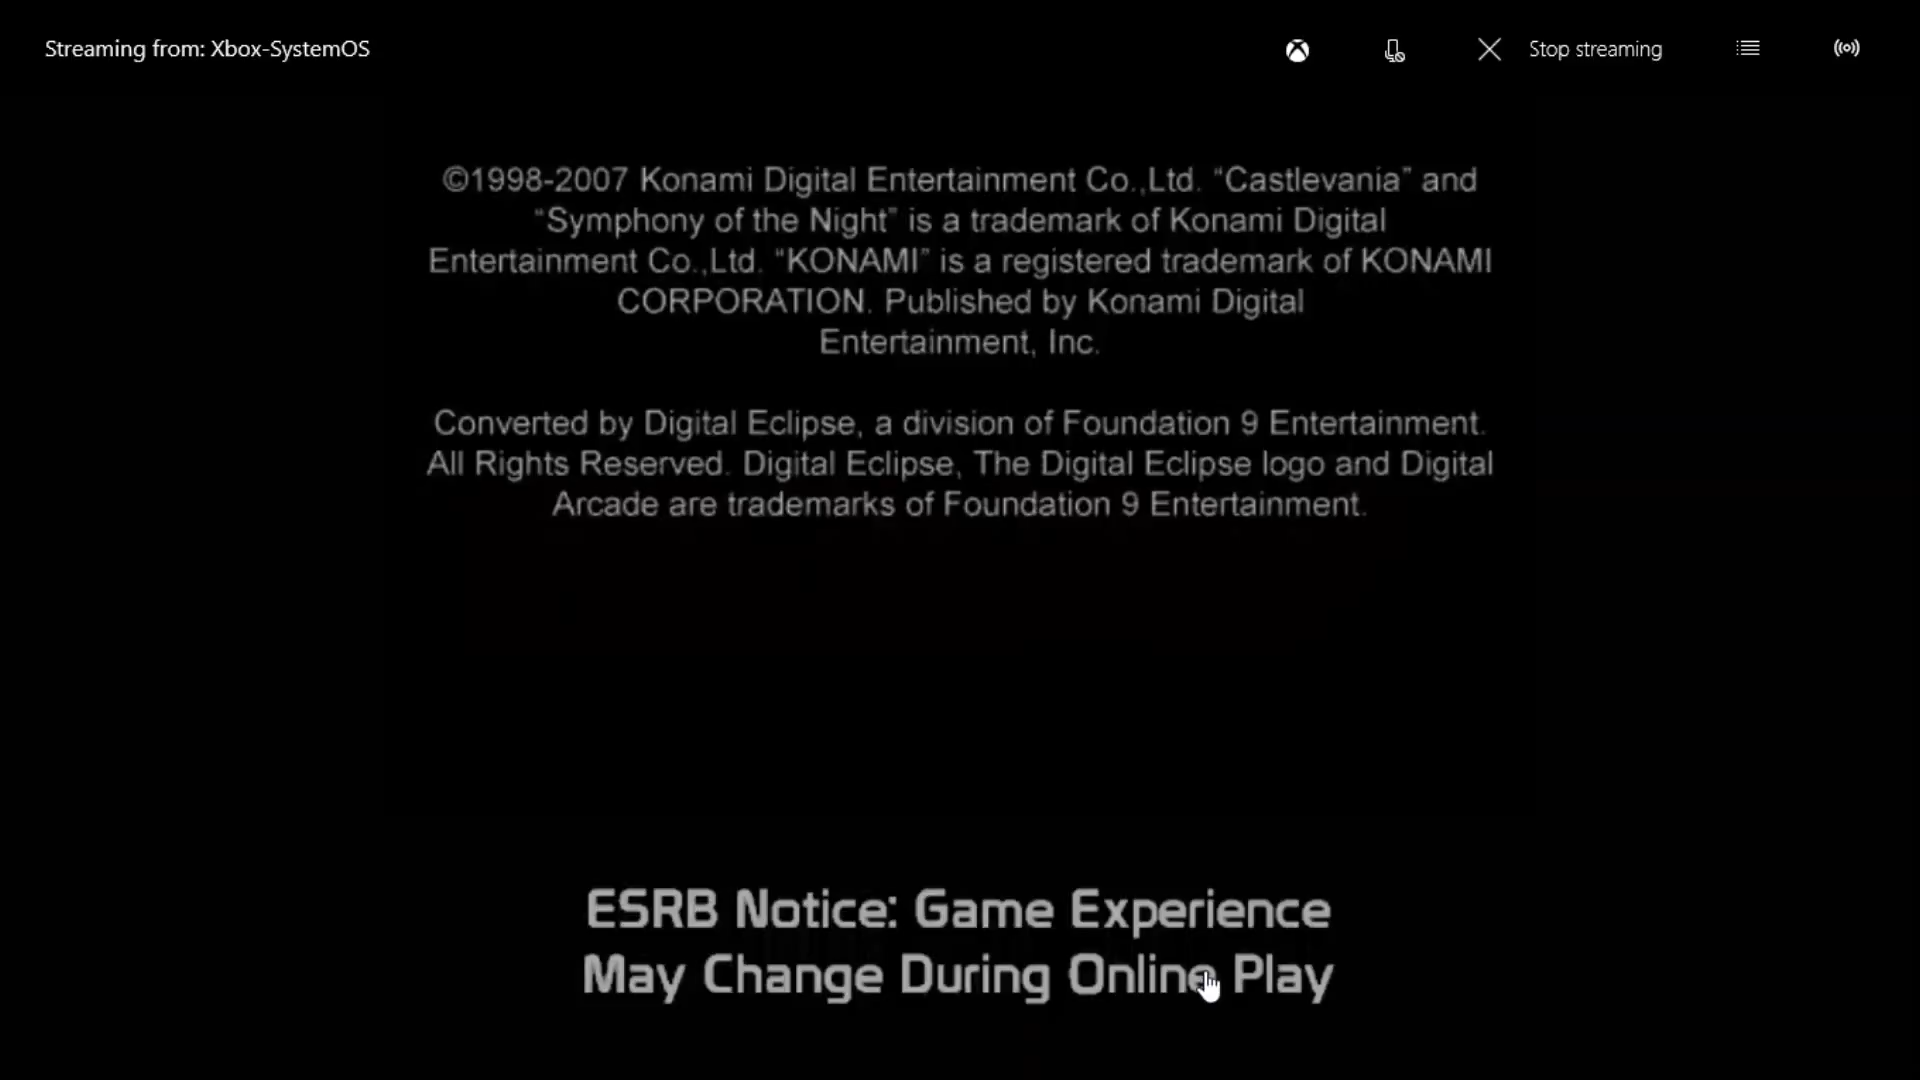 Streaming from: Xbox-SystemOS
Stop streaming
©1998-2007 Konami Digital Entertainment Co.,Ltd. “Castlevania” and
“Symphony of the Night” is a trademark of Konami Digital
Entertainment Co.,Ltd. “KONAMI” is a registered trademark of KONAMI
CORPORATION. Published by Konami Digital
Entertainment, Inc.
Converted by Digital Eclipse, a division of Foundation 9 Entertainment.
All Rights Reserved. Digital Eclipse, The Digital Eclipse logo and Digital
Arcade are trademarks of Foundation 9 Entertainment.
ESRB Notice: Game Experience
May Change During Online Play